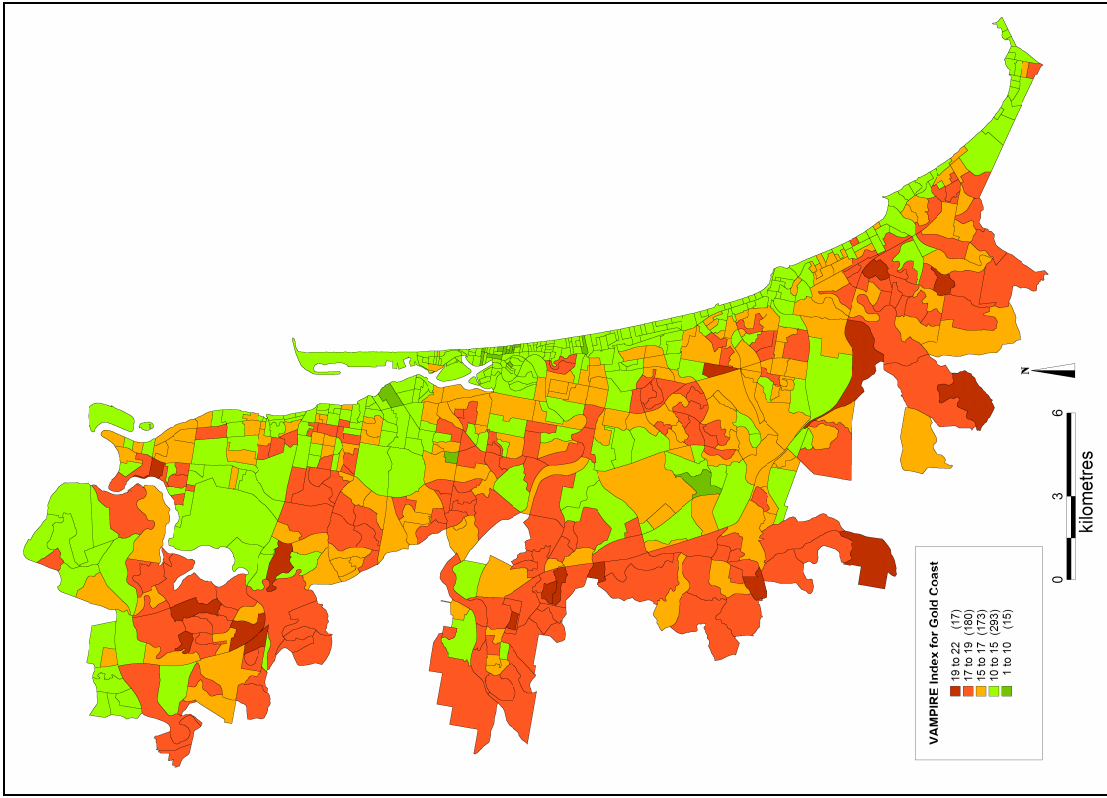 VAMPIRE Index for Gold Coast
19 to 22 (17)
17 to 19 (180)
15 to 17 (173)
10 to 15 (293)
1 to 10 (15)
N
0 3 6
kilometres